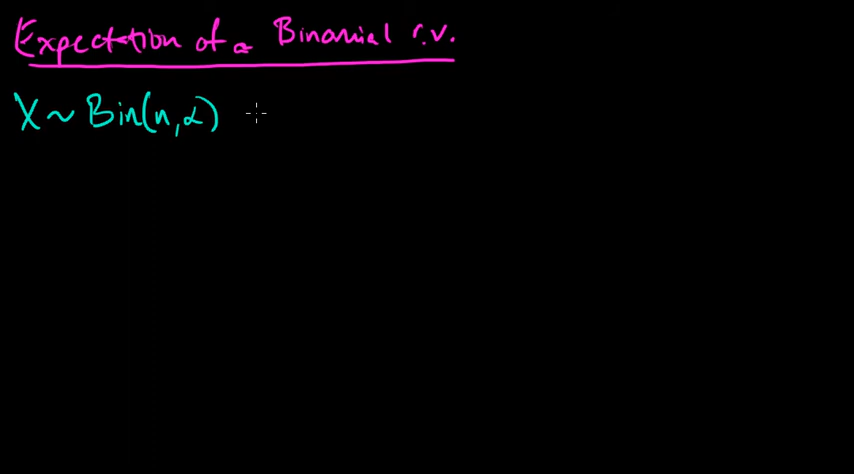 Expectation of a Binomial r.v.
X ~ Bin(n, α)